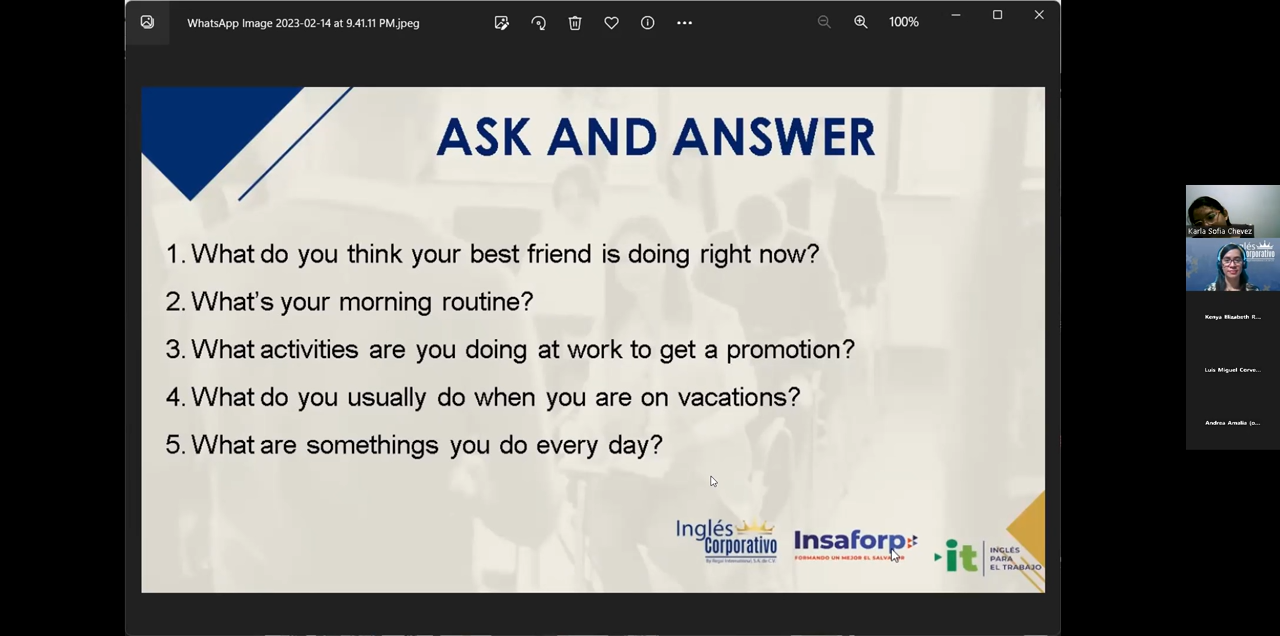 WhatsApp Image 2023-02-14 at 9.41.11 PM.jpeg
100%
ASK AND ANSWER
1. What do you think your best friend is doing right now?
2. What's your morning routine?
3. What activities are you doing at work to get a promotion?
4. What do you usually do when you are on vacations?
5. What are somethings you do every day?
Inglés
Corporativo
Insaforp
FORMANDO UN MEJOR EL SALVADOR
it
INGLÉS
PARA
EL TRABAJO
Karla Sofia Chevez
Inglés
Corporativo
Kenya Elizabeth R...
Luis Miguel Corve...
Andrea Amalia (o...